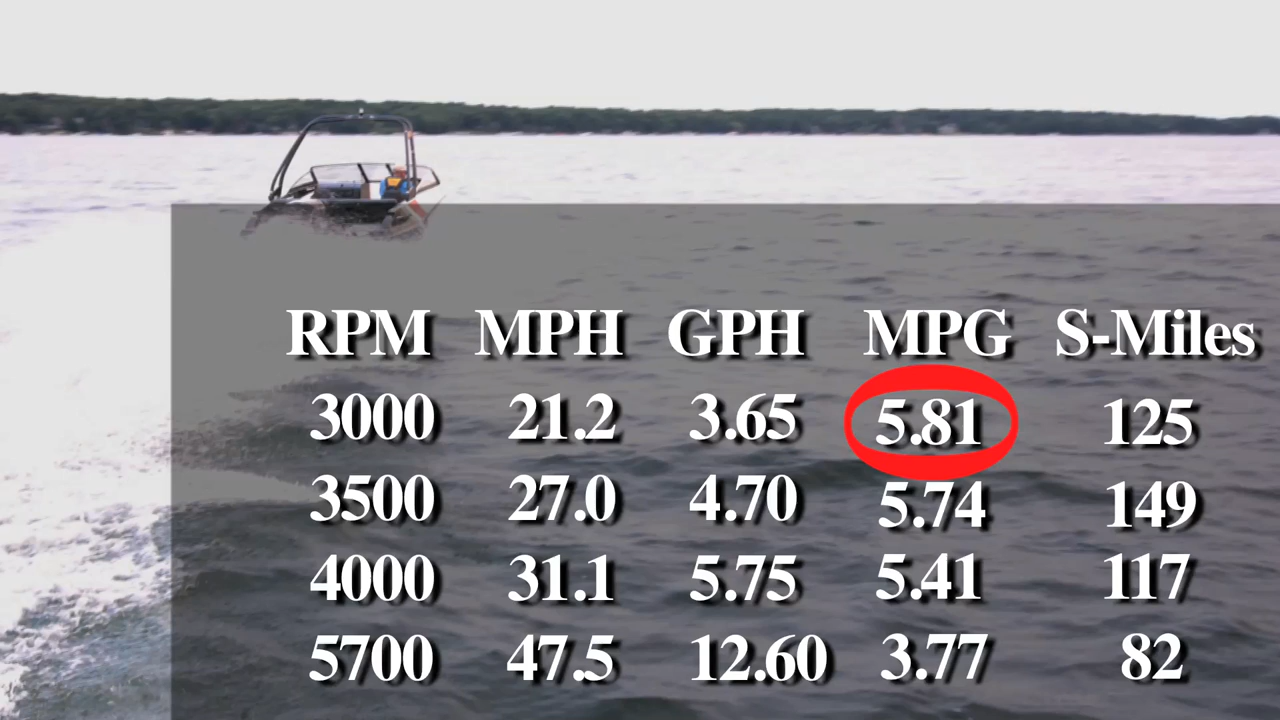 RPM MPH GPH MPG S-Miles
3000 21.2 3.65 5.81 125
3500 27.0 4.70 5.74 149
4000 31.1 5.75 5.41 117
5700 47.5 12.60 3.77 82